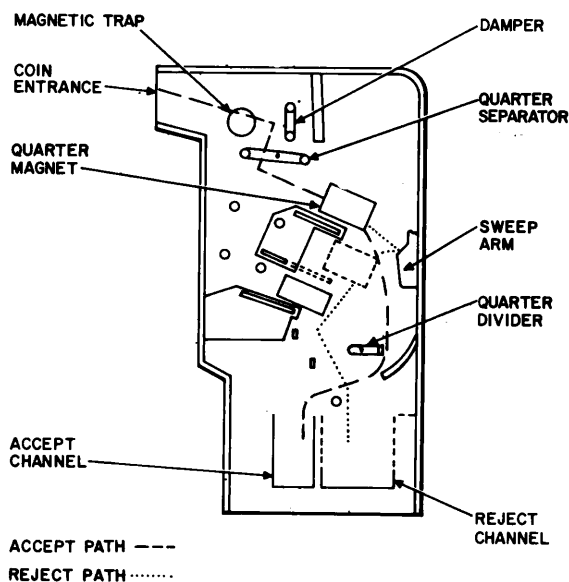 MAGNETIC TRAP
DAMPER
COIN
ENTRANCE
QUARTER
SEPARATOR
QUARTER
MAGNET
SWEEP
ARM
QUARTER
DIVIDER
ACCEPT
CHANNEL
REJECT
CHANNEL
ACCEPT PATH
REJECT PATH